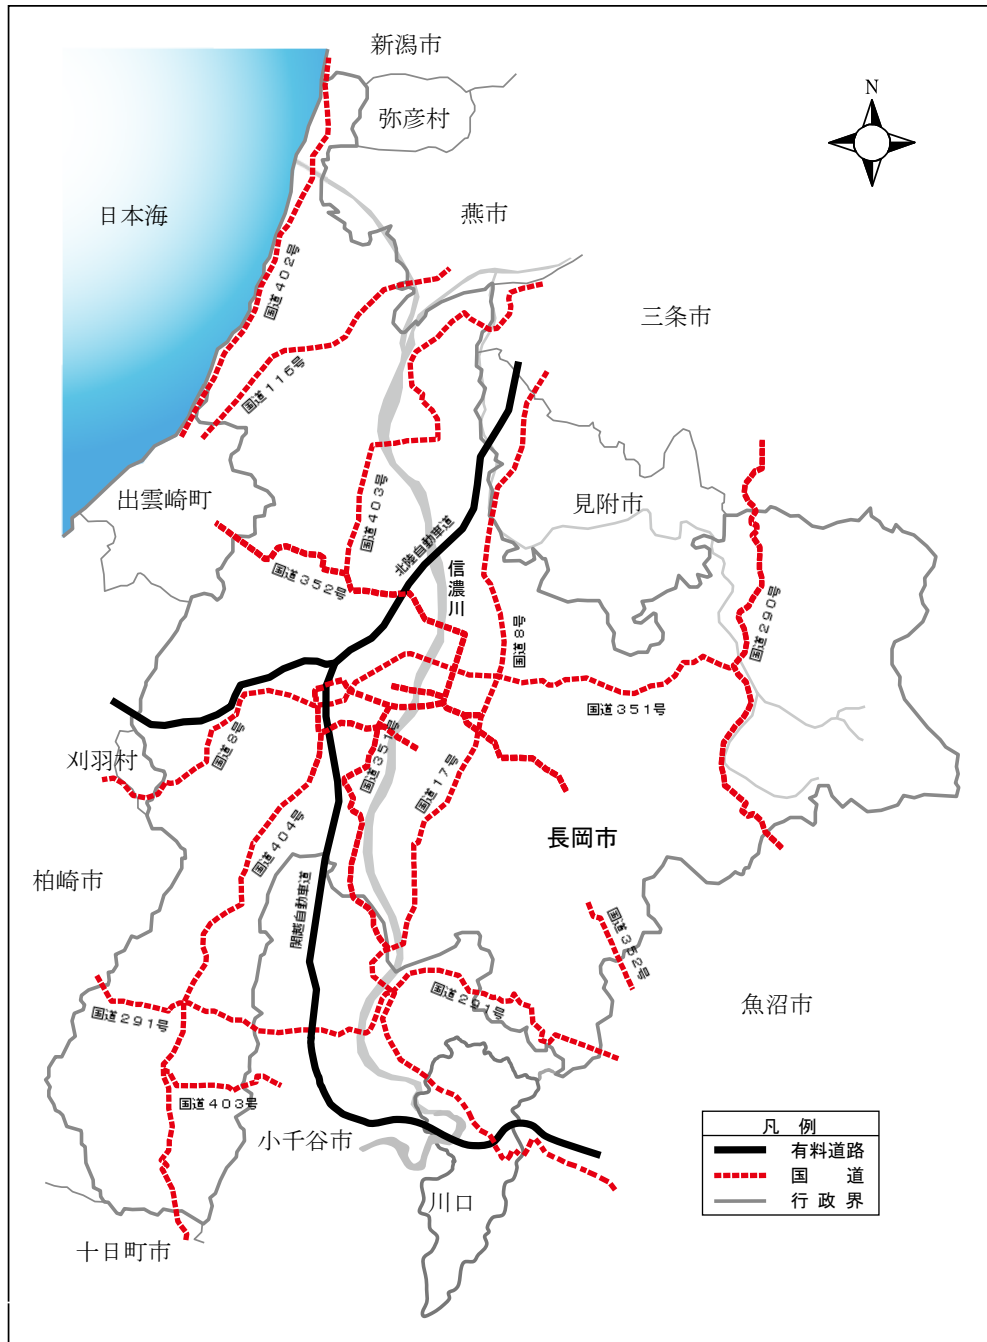 新潟市
弥彦村
N
日本海
燕市
国道402号
三条市
国道116号
出雲崎町
見附市
国道403号
北陸自動車道
国道352号
信濃川
国道8号
国道290号
国道351号
刈羽村
国道8号
国道351号
国道17号
国道404号
長岡市
柏崎市
関越自動車道
国道352号
国道291号
国道291号
魚沼市
国道403号
小千谷市
川口
十日町市
凡 例
有料道路
国 道
行 政 界